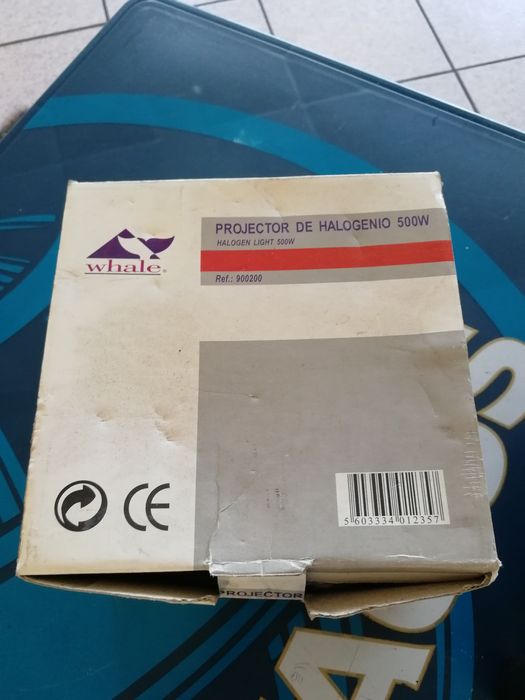 whale®
PROJECTOR DE HALOGENIO 500W
HALOGEN LIGHT 500W
Ref.: 900200
CE
5 603334 012357
PROJECTOR